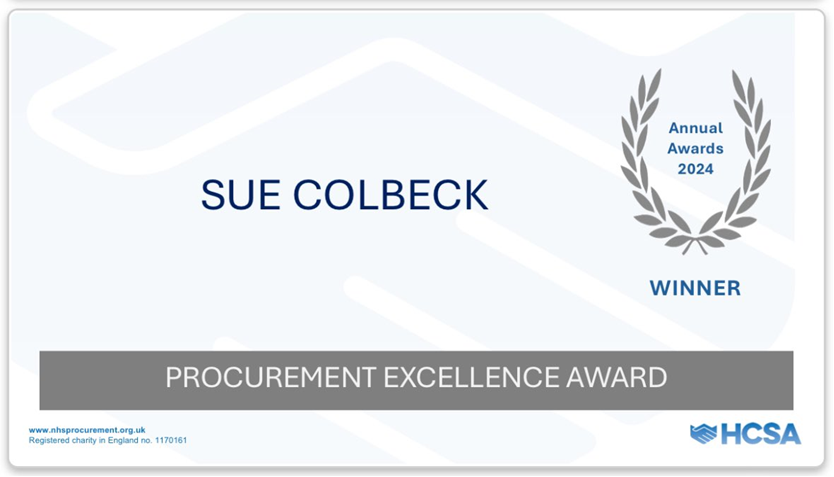 Annual
Awards
2024
SUE COLBECK
WINNER
PROCUREMENT EXCELLENCE AWARD
www.nhsprocurement.org.uk
Registered charity in England no. 1170161
HCSA